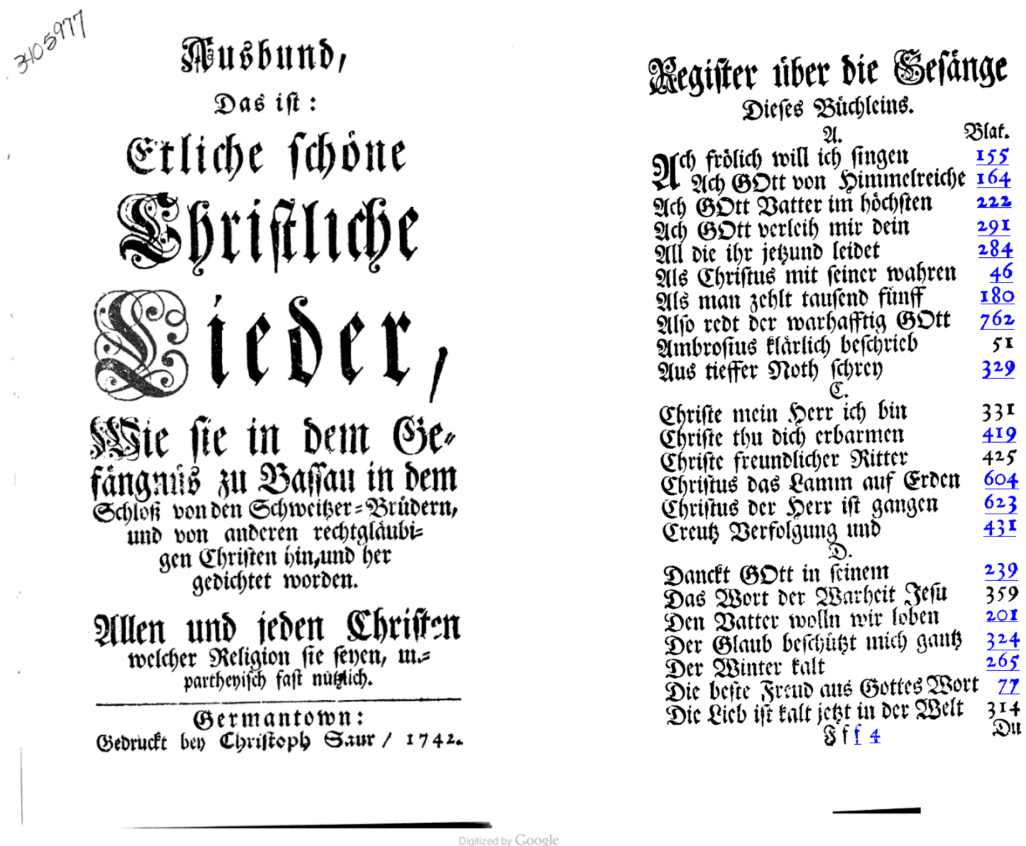 3405977
Ausbund,
Das ist:
Etliche schöne
Christliche
Lieder,
Wie sie in dem Ge-
fängnüs zu Bassau in dem
Schloß von den Schweitzer-Brüdern,
und von anderen rechtgläubi-
gen Christen hin, und her
gedichtet worden.
Allen und jeden Christen
welcher Religion sie seyen, un-
partheyisch fast nützlich.
Germantown:
Gedruckt bey Christoph Saur / 1742.
Register über die Gesänge
Dieses Büchleins.
A. Blat.
Ach frölich will ich singen 155
Ach GOtt von Himmelreiche 164
Ach GOtt Vatter im höchsten 222
Ach GOtt verleih mir dein 291
All die ihr jetzund leidet 284
Als Christus mit seiner wahren 46
Als man zehlt tausend fünff 180
Also redt der warhafftig GOtt 762
Ambrosius klärlich beschrieb 51
Aus tieffer Noth schrey 329
C.
Christe mein Herr ich bin 331
Christe thu dich erbarmen 419
Christe freundlicher Ritter 425
Christus das Lamm auf Erden 604
Christus der Herr ist gangen 623
Creutz Verfolgung und 431
D.
Danckt GOtt in seinem 239
Das Wort der Warheit Jesu 359
Den Vatter wolln wir loben 201
Der Glaub beschützt mich gantz 324
Der Winter kalt 265
Die beste Freud aus Gottes Wort 77
Die Lieb ist kalt jetzt in der Welt 314
Fff 4 Du
Digitized by Google